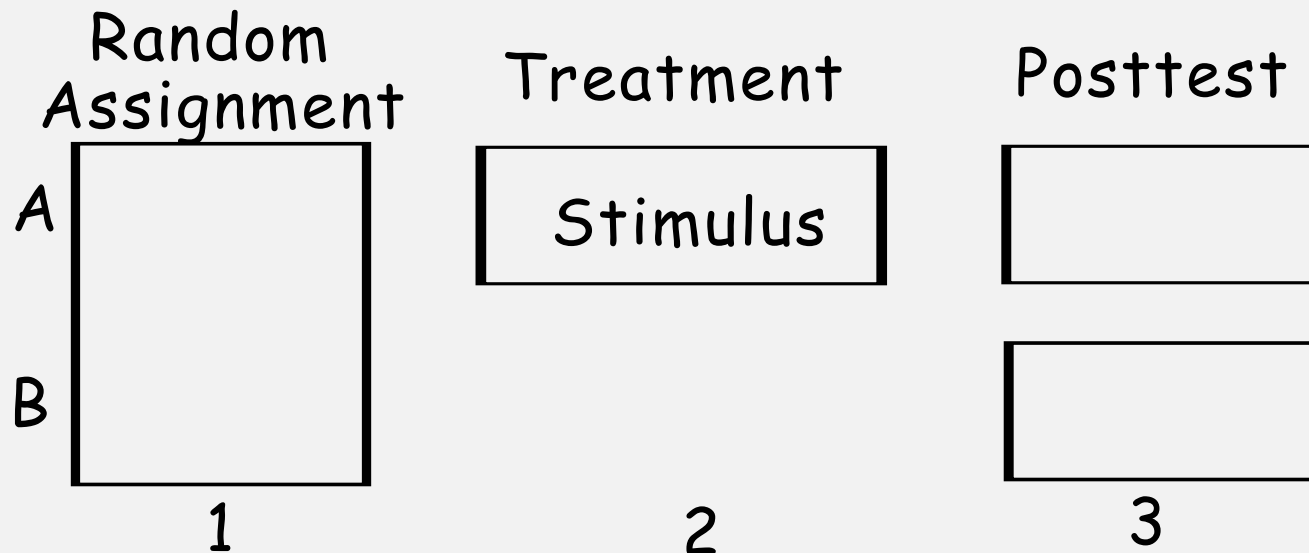 Random
Assignment
Treatment
Posttest
A
Stimulus
B
1
2
3